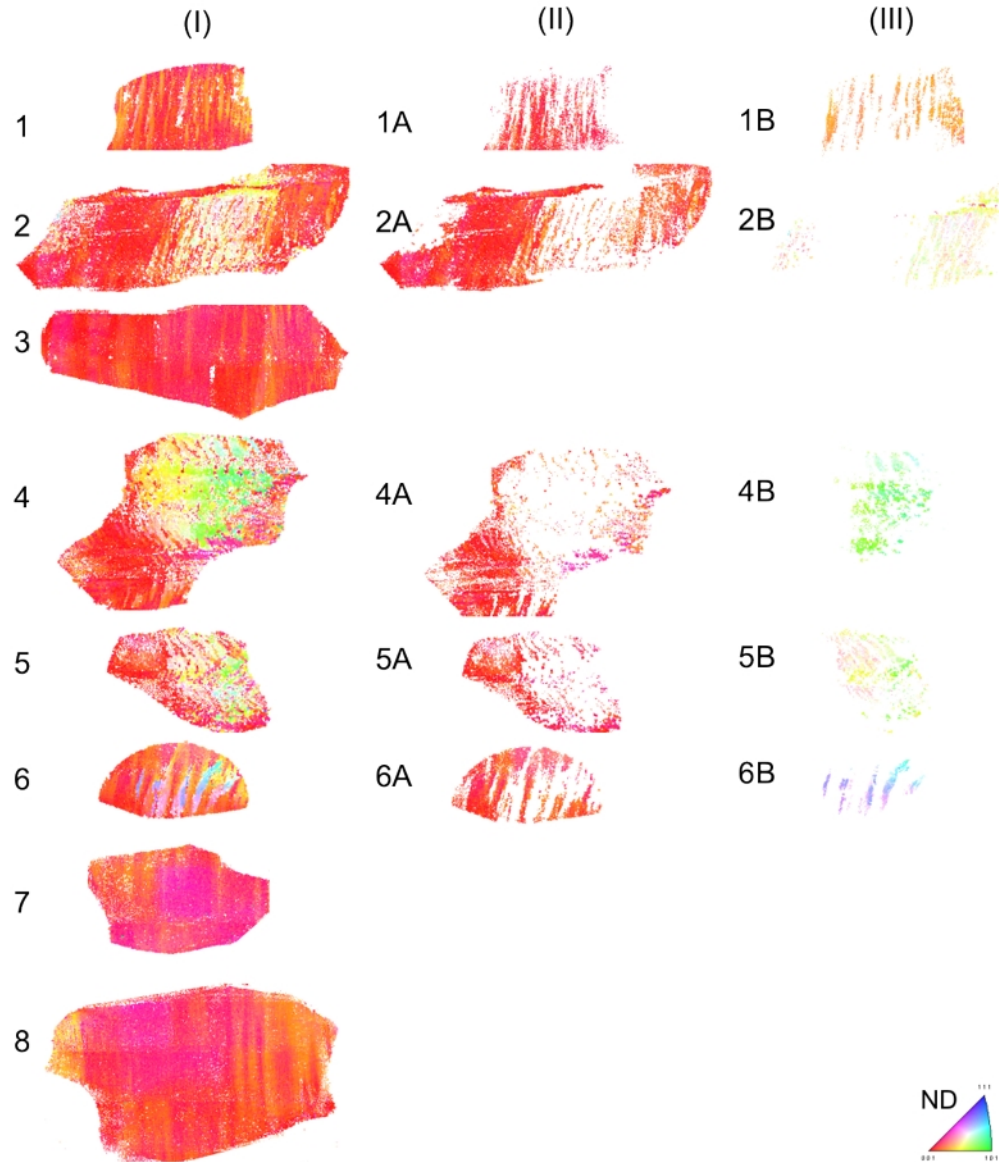 (I) (II) (III)
1 1A 1B
2 2A 2B
3
4 4A 4B
5 5A 5B
6 6A 6B
7
8
ND
111
001 101